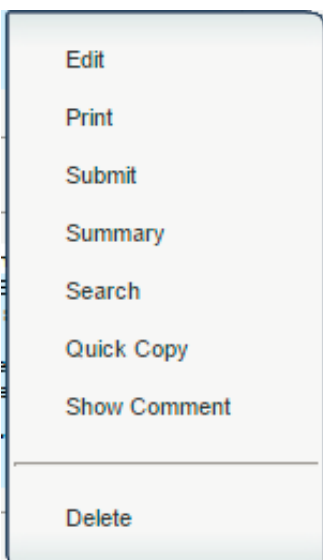 Edit
Print
Submit
Summary
Search
Quick Copy
Show Comment
Delete